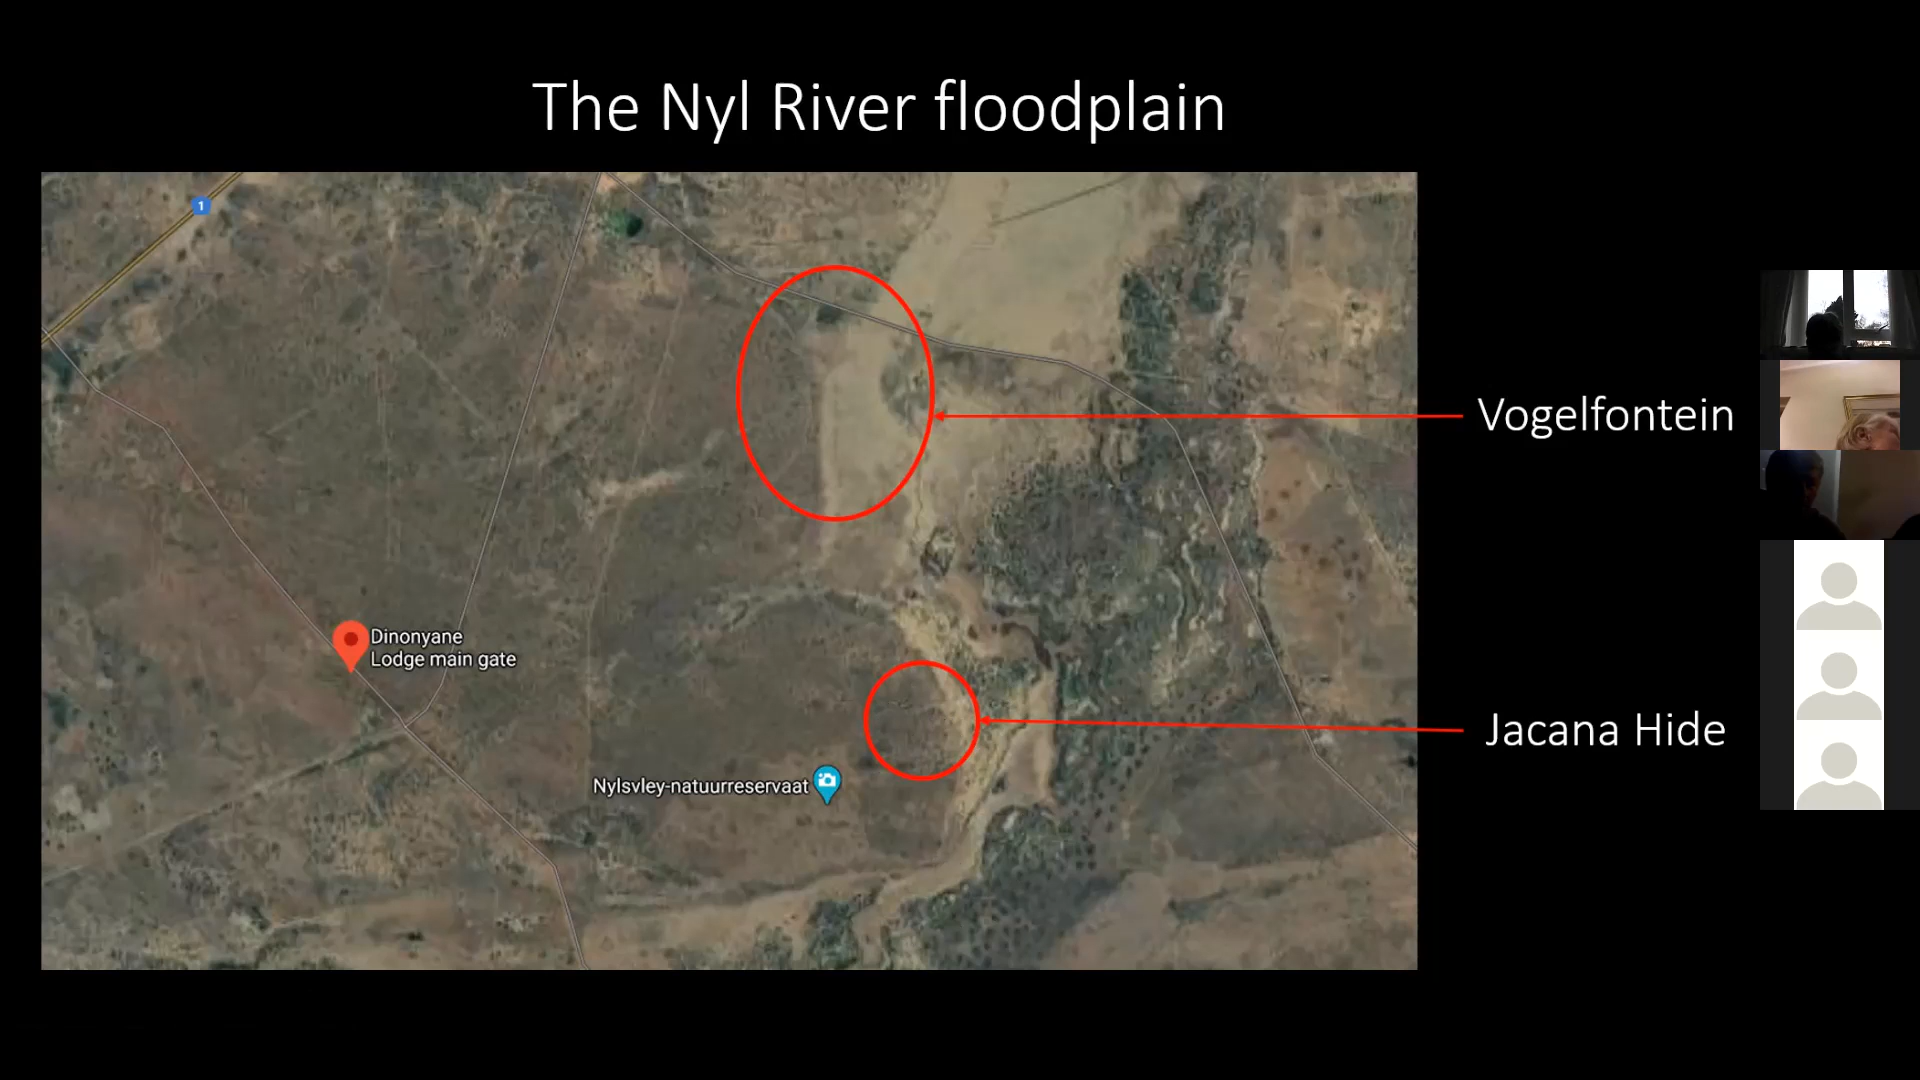 The Nyl River floodplain
1
Vogelfontein
Dinonyane
Lodge main gate
Jacana Hide
Nylsvley-natuurreservaat